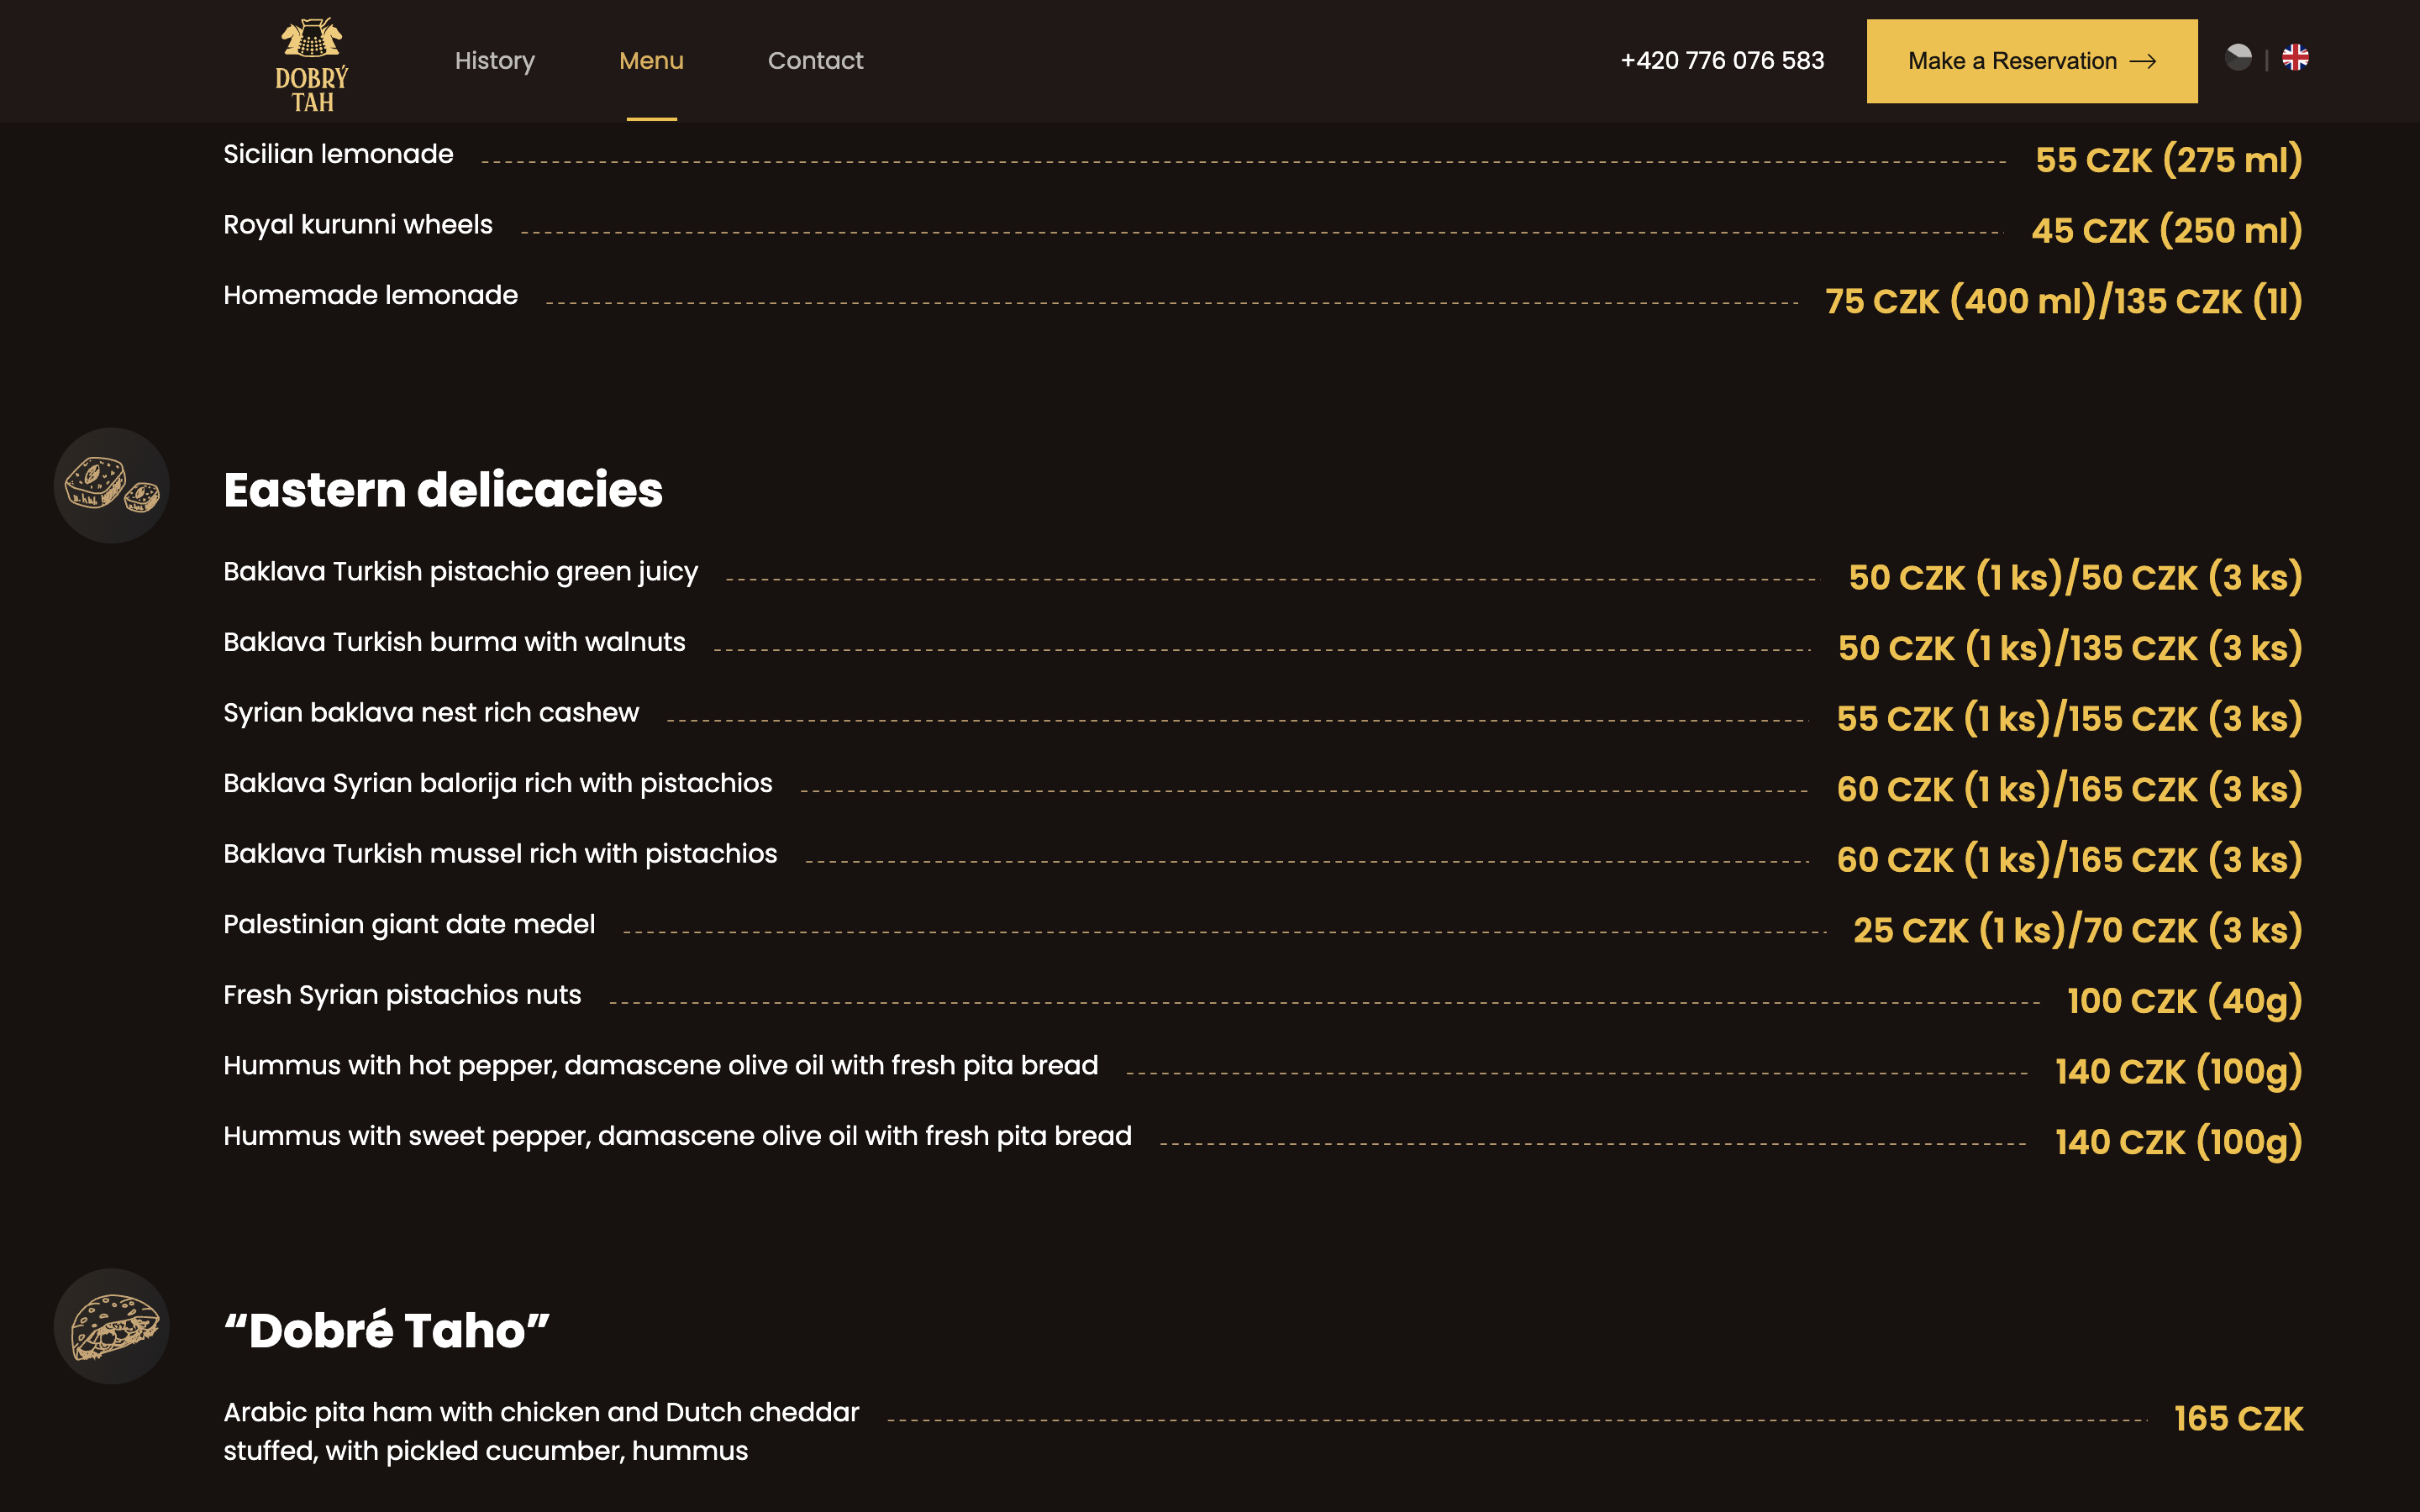 DOBRÝ
TAH
History
Menu
Contact
+420 776 076 583
Make a Reservation →
|
Sicilian lemonade 55 CZK (275 ml)
Royal kurunni wheels 45 CZK (250 ml)
Homemade lemonade 75 CZK (400 ml)/135 CZK (1l)
Eastern delicacies
Baklava Turkish pistachio green juicy 50 CZK (1 ks)/50 CZK (3 ks)
Baklava Turkish burma with walnuts 50 CZK (1 ks)/135 CZK (3 ks)
Syrian baklava nest rich cashew 55 CZK (1 ks)/155 CZK (3 ks)
Baklava Syrian balorija rich with pistachios 60 CZK (1 ks)/165 CZK (3 ks)
Baklava Turkish mussel rich with pistachios 60 CZK (1 ks)/165 CZK (3 ks)
Palestinian giant date medel 25 CZK (1 ks)/70 CZK (3 ks)
Fresh Syrian pistachios nuts 100 CZK (40g)
Hummus with hot pepper, damascene olive oil with fresh pita bread 140 CZK (100g)
Hummus with sweet pepper, damascene olive oil with fresh pita bread 140 CZK (100g)
“Dobré Taho”
Arabic pita ham with chicken and Dutch cheddar 165 CZK
stuffed, with pickled cucumber, hummus